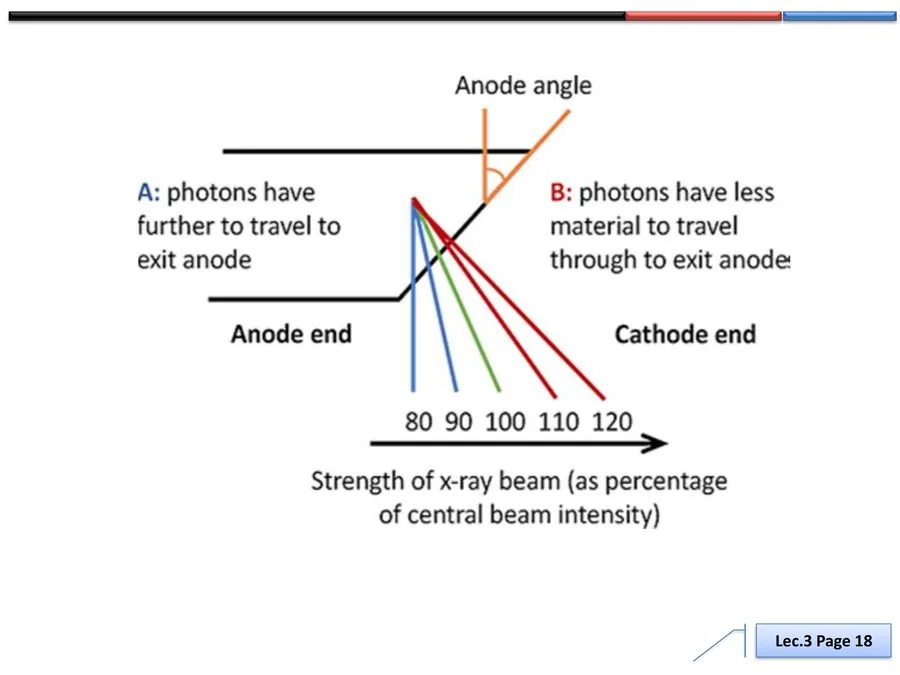 Anode angle
A: photons have
further to travel to
exit anode
B: photons have less
material to travel
through to exit anode
Anode end
Cathode end
80 90 100 110 120
Strength of x-ray beam (as percentage
of central beam intensity)
Lec.3 Page 18